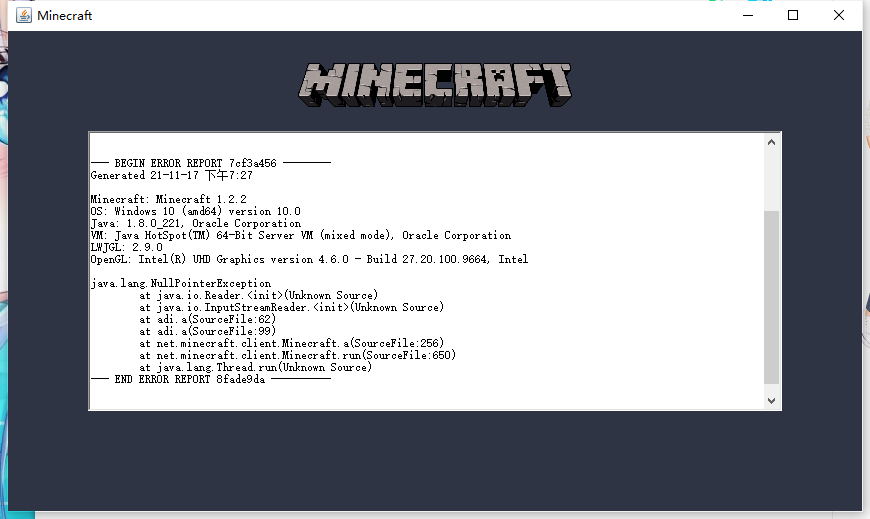 Minecraft
MINECRAFT
--- BEGIN ERROR REPORT 7cf3a456 --------
Generated 21-11-17 下午7:27
Minecraft: Minecraft 1.2.2
OS: Windows 10 (amd64) version 10.0
Java: 1.8.0_221, Oracle Corporation
VM: Java HotSpot(TM) 64-Bit Server VM (mixed mode), Oracle Corporation
LWJGL: 2.9.0
OpenGL: Intel(R) UHD Graphics version 4.6.0 - Build 27.20.100.9664, Intel
java.lang.NullPointerException
at java.io.Reader.<init>(Unknown Source)
at java.io.InputStreamReader.<init>(Unknown Source)
at adi.a(SourceFile:62)
at adi.a(SourceFile:99)
at net.minecraft.client.Minecraft.a(SourceFile:256)
at net.minecraft.client.Minecraft.run(SourceFile:650)
at java.lang.Thread.run(Unknown Source)
--- END ERROR REPORT 8fade9da ----------